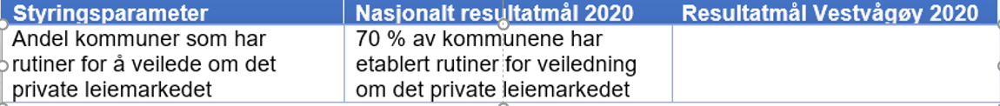 Styringsparameter
Nasjonalt resultatmål 2020
Resultatmål Vestvågøy 2020
Andel kommuner som har
rutiner for å veilede om det
private leiemarkedet
70 % av kommunene har
etablert rutiner for veiledning
om det private leiemarkedet